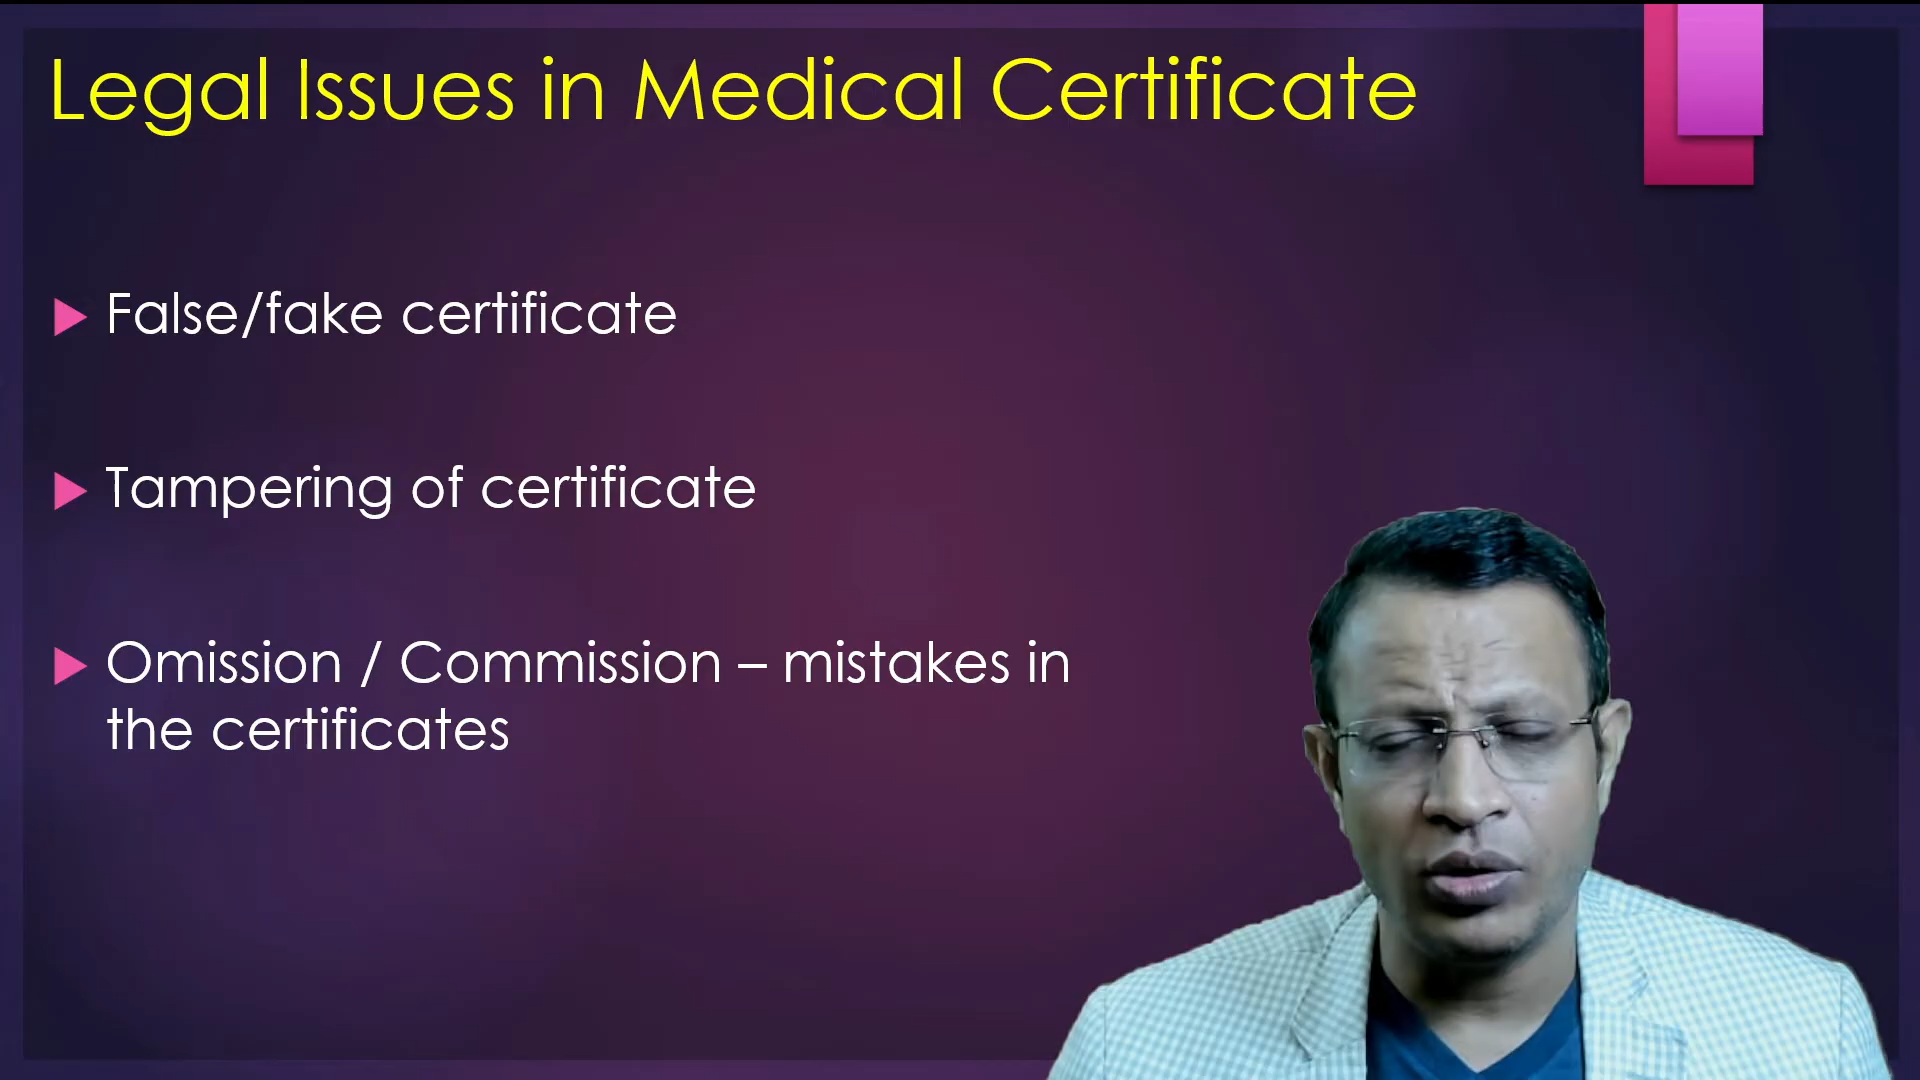 Legal Issues in Medical Certificate
False/fake certificate
Tampering of certificate
Omission / Commission – mistakes in
the certificates